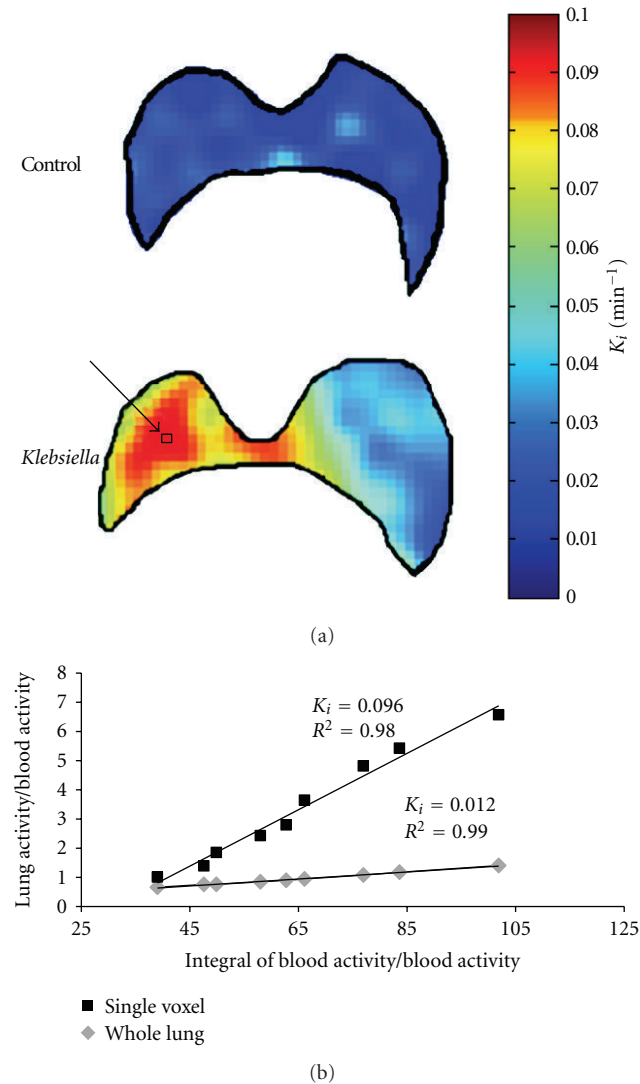 Control
Klebsiella
0.1
0.09
0.08
0.07
0.06
0.05
0.04
0.03
0.02
0.01
0
K_i (min⁻¹)
(a)
8
7
6
5
4
3
2
1
0
Lung activity/blood activity
K_i = 0.096
R² = 0.98
K_i = 0.012
R² = 0.99
25 45 65 85 105 125
Integral of blood activity/blood activity
Single voxel
Whole lung
(b)